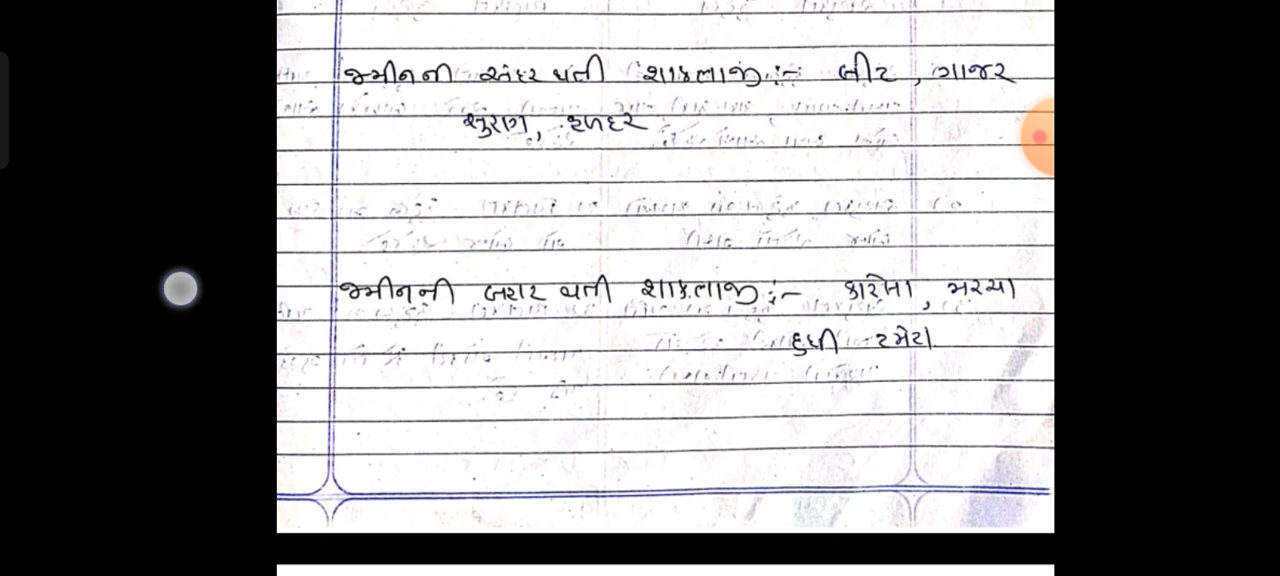 જમીનની અંદર થતી શાકભાજી :- બીટ, ગાજર
સુરણ, હળદર
જમીનની બહાર થતી શાકભાજી :- કારેલા, મરચા
દુધી ટમેટા